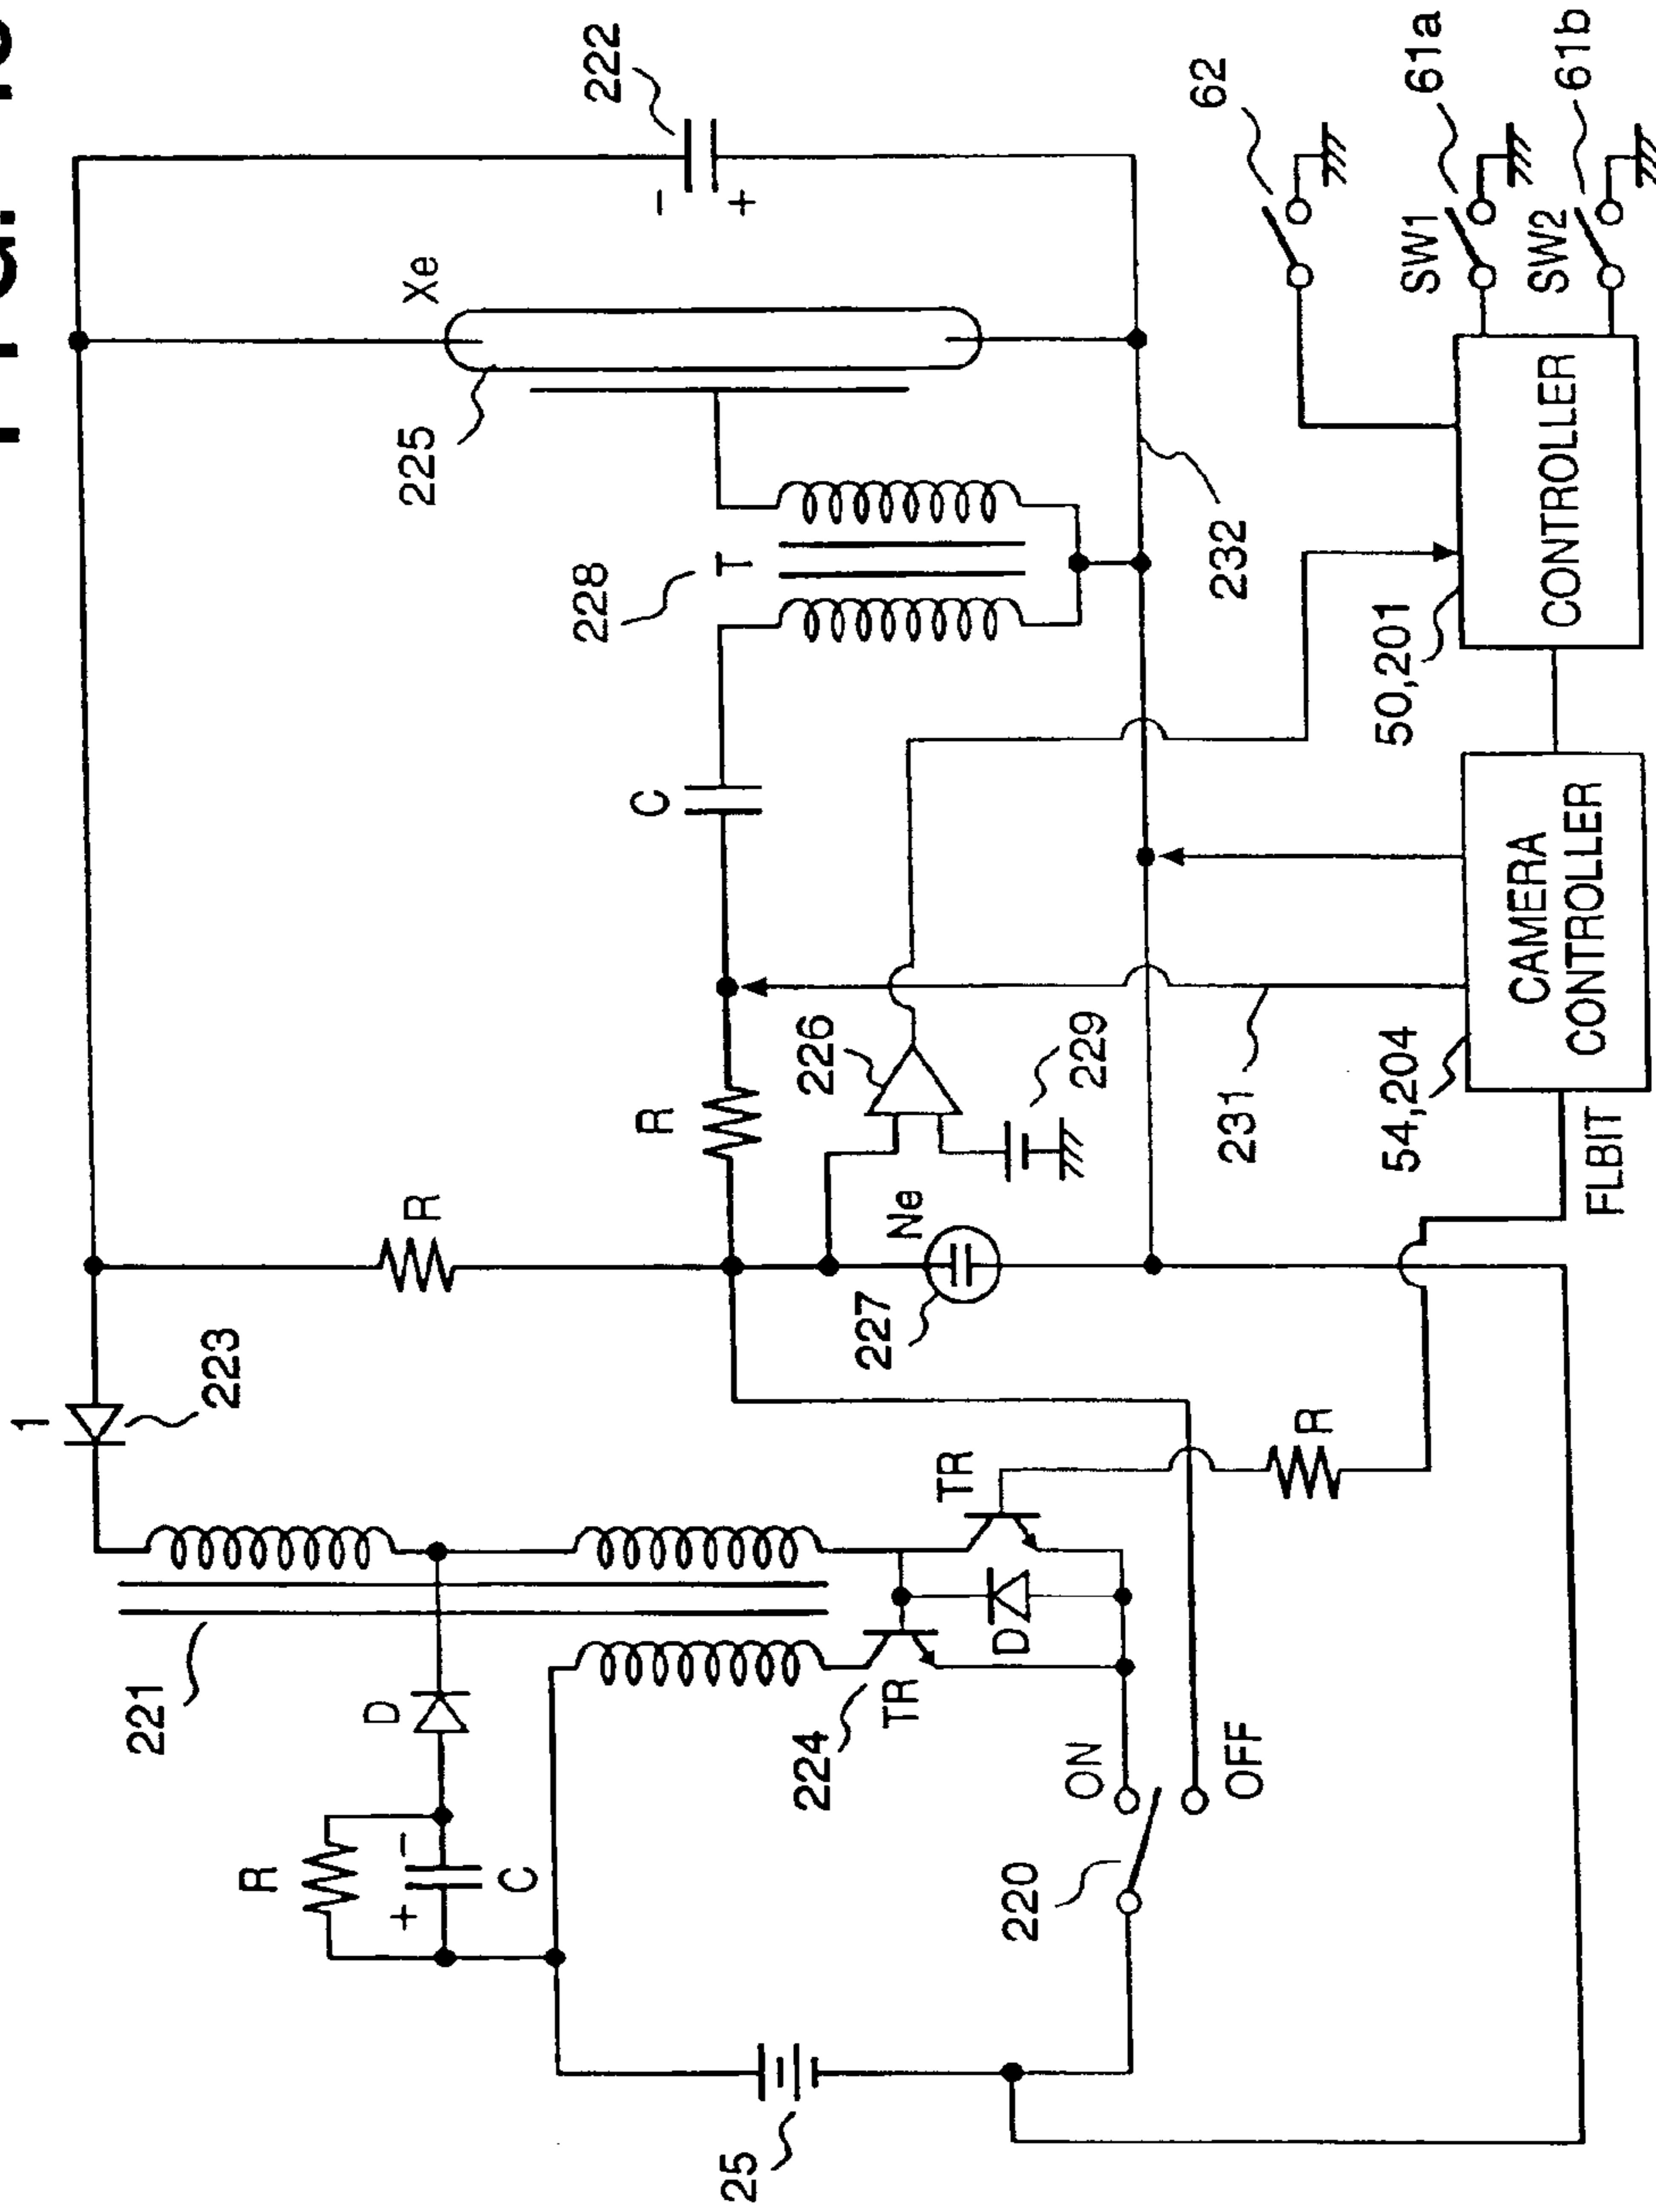 1
223
222
Xe
225
R
T
228
C
R
221
D
R
+ -
C
- +
226
229
Ne
227
TR
D
TR
224
R
ON
OFF
220
25
62
SW1
61a
SW2
61b
232
231
50,201
CONTROLLER
54,204
CAMERA
CONTROLLER
FLBIT